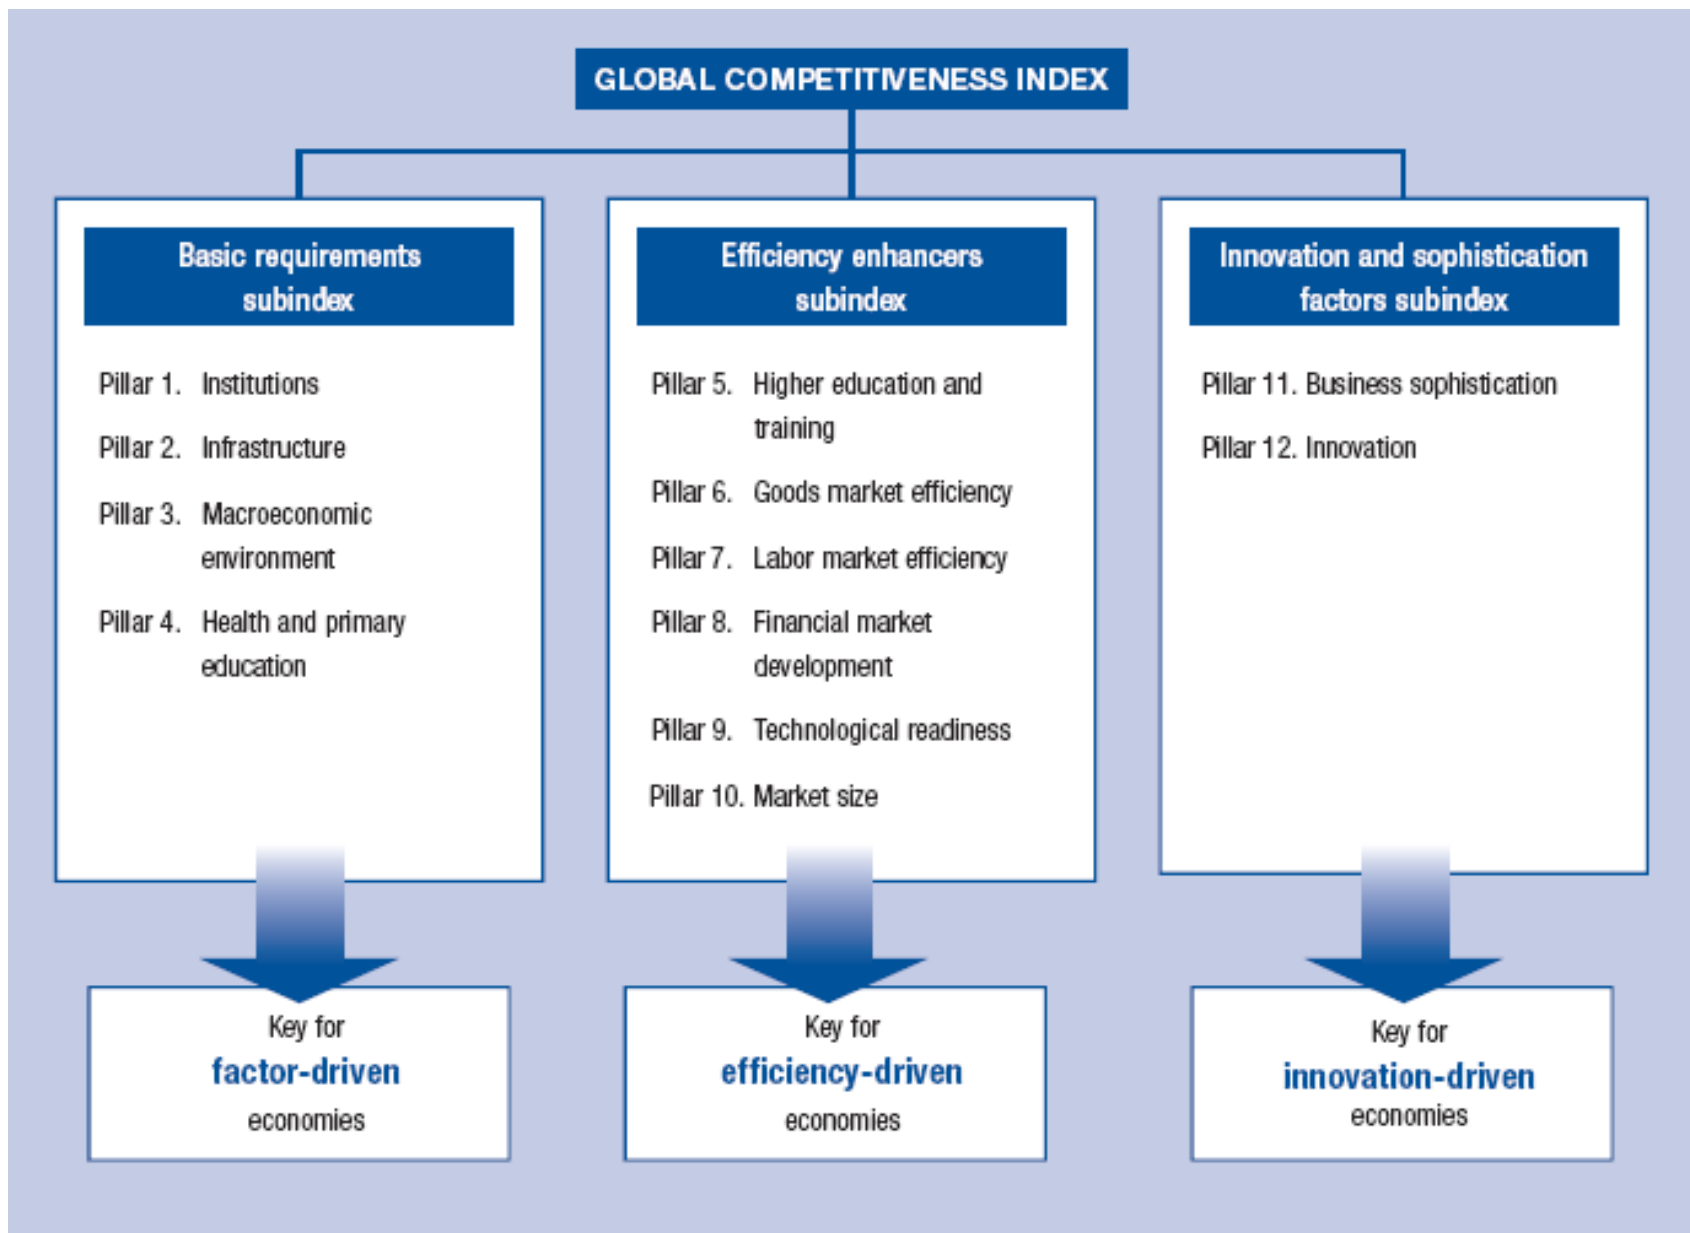 GLOBAL COMPETITIVENESS INDEX
Basic requirements
subindex
Pillar 1. Institutions
Pillar 2. Infrastructure
Pillar 3. Macroeconomic
environment
Pillar 4. Health and primary
education
Key for
factor-driven
economies
Efficiency enhancers
subindex
Pillar 5. Higher education and
training
Pillar 6. Goods market efficiency
Pillar 7. Labor market efficiency
Pillar 8. Financial market
development
Pillar 9. Technological readiness
Pillar 10. Market size
Key for
efficiency-driven
economies
Innovation and sophistication
factors subindex
Pillar 11. Business sophistication
Pillar 12. Innovation
Key for
innovation-driven
economies